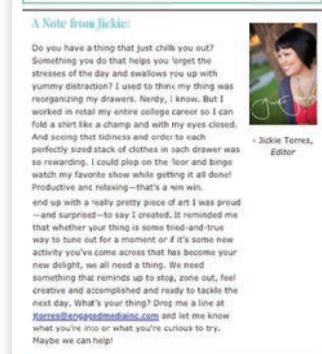 A Note from Jickie:
Do you have a thing that just chills you out?
Something you do that helps you forget the
stresses of the day and swallows you up with
yummy distraction? I used to think my thing was
reorganizing my drawers. Nerdy, I know. But I
worked in retail my entire college career so I can
fold a shirt like a champ and with my eyes closed.
And seeing that tidiness and order to each
perfectly sized stack of clothes in each drawer was
so rewarding. I could plop on the floor and binge
watch my favorite show while getting it all done!
Productive and relaxing—that's a win win.
end up with a really pretty piece of art I was proud
—and surprised—to say I created. It reminded me
that whether your thing is some tried-and-true
way to tune out for a moment or if it's some new
activity you've come across that has become your
new delight, we all need a thing. We need
something that reminds up to stop, zone out, feel
creative and accomplished and ready to tackle the
next day. What's your thing? Drop me a line at
jtorres@engagedmediainc.com and let me know
what you're into or what you're curious to try.
Maybe we can help!
- Jickie Torres,
Editor